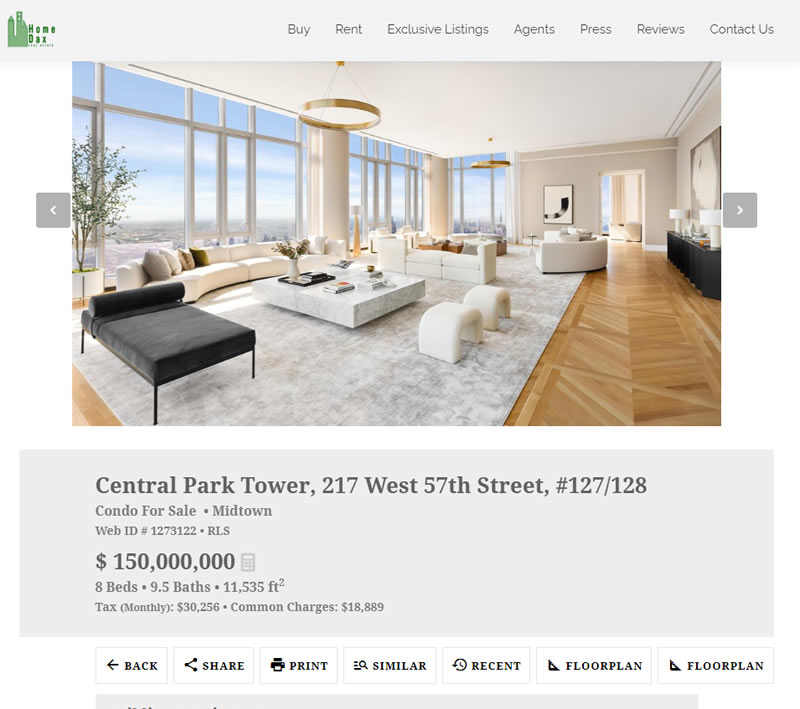 Home
Dax
real estate
Buy Rent Exclusive Listings Agents Press Reviews Contact Us
Central Park Tower, 217 West 57th Street, #127/128
Condo For Sale • Midtown
Web ID # 1273122 • RLS
$ 150,000,000
8 Beds • 9.5 Baths • 11,535 ft²
Tax (Monthly): $30,256 • Common Charges: $18,889
BACK SHARE PRINT SIMILAR RECENT FLOORPLAN FLOORPLAN